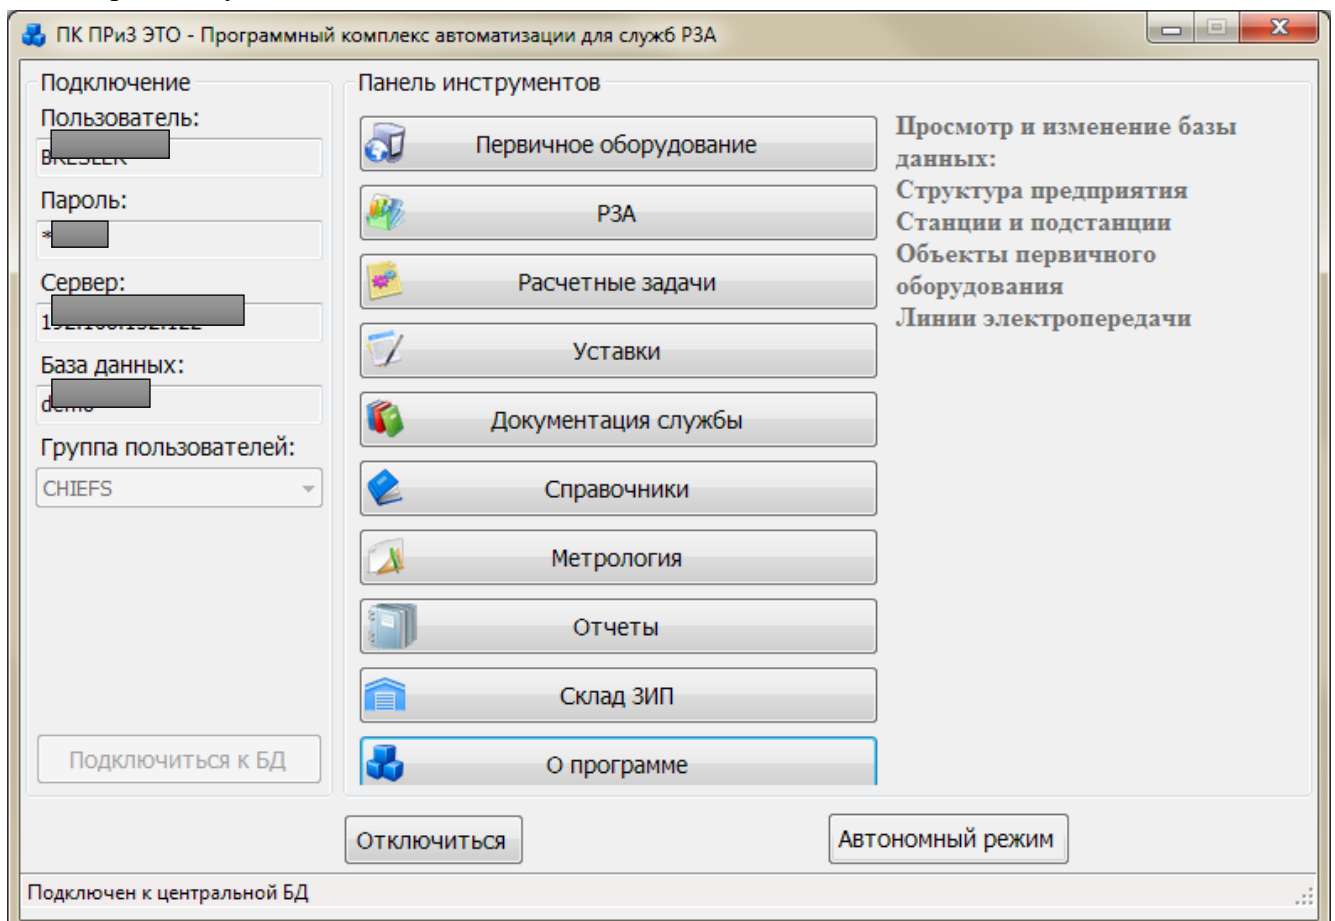 ПК ПРиЗ ЭТО - Программный комплекс автоматизации для служб РЗА
Подключение
Пользователь:
Пароль:
*
Сервер:
База данных:
Группа пользователей:
CHIEFS
Подключиться к БД
Панель инструментов
Первичное оборудование
РЗА
Расчетные задачи
Уставки
Документация службы
Справочники
Метрология
Отчеты
Склад ЗИП
О программе
Просмотр и изменение базы
данных:
Структура предприятия
Станции и подстанции
Объекты первичного
оборудования
Линии электропередачи
Отключиться
Автономный режим
Подключен к центральной БД